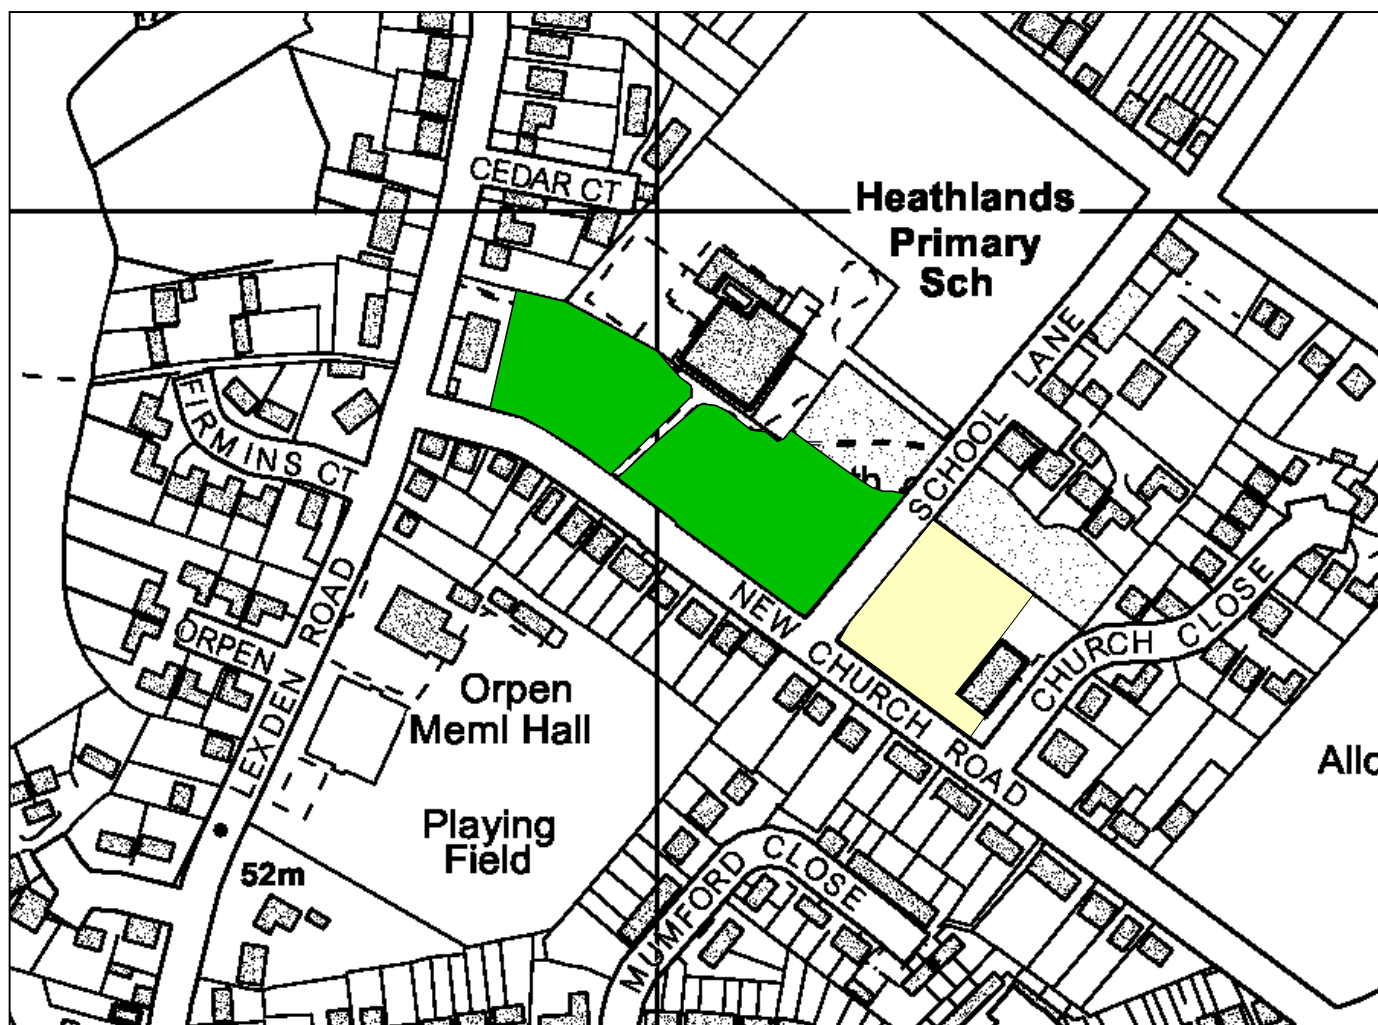 CEDAR CT
Heathlands
Primary
Sch
SCHOOL LANE
FIRMINS CT
LEXDEN ROAD
ORPEN
NEW CHURCH ROAD
CHURCH CLOSE
Orpen
Meml Hall
Playing
Field
52m
MUMFORD CLOSE
Allo